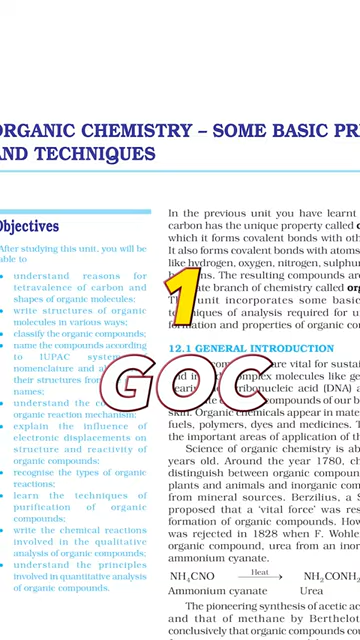 ORGANIC CHEMISTRY – SOME BASIC PRI
AND TECHNIQUES
Objectives
After studying this unit, you will be
able to
• understand reasons for
tetravalence of carbon and
shapes of organic molecules;
• write structures of organic
molecules in various ways;
• classify the organic compounds;
• name the compounds according
to IUPAC system
nomenclature and
their structures from
names;
• understand the
organic reaction mechanism;
• explain the influence of
electronic displacements on
structure and reactivity of
organic compounds;
• recognise the types of organic
reactions;
• learn the techniques of
purification of organic
compounds;
• write the chemical reactions
involved in the qualitative
analysis of organic compounds;
• understand the principles
involved in quantitative analysis
of organic compounds.
In the previous unit you have learnt
carbon has the unique property called
which it forms covalent bonds with oth
It also forms covalent bonds with atoms
like hydrogen, oxygen, nitrogen, sulphur
The resulting compounds are
branch of chemistry called
unit incorporates some basic
techniques of analysis required for
formation and properties of organic
12.1 GENERAL INTRODUCTION
are vital for
complex molecules like
acid (DNA)
compounds of our
skin. Organic chemicals appear in mate
fuels, polymers, dyes and medicines. T
the important areas of application of th
Science of organic chemistry is
years old. Around the year 1780,
distinguish between organic compoun
plants and animals and inorganic
from mineral sources. Berzilius, a S
proposed that a ‘vital force’ was
formation of organic compounds. How
was rejected in 1828 when F. Wohle
organic compound, urea from an inor
ammonium cyanate.
NH4CNO Heat → NH2CONH
Ammonium cyanate Urea
The pioneering synthesis of acetic a
and that of methane by Berthelo
conclusively that organic compounds cou
1
GOC